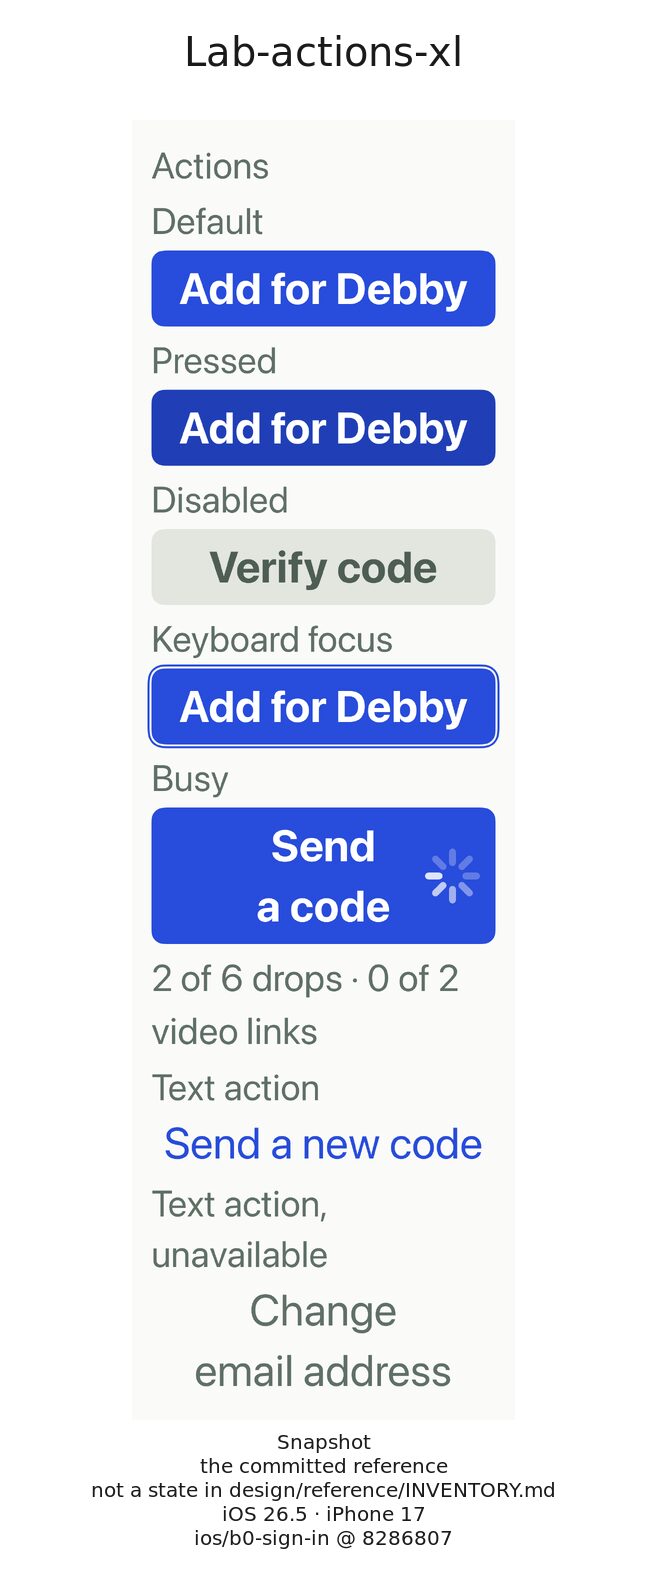 Lab-actions-xl
Actions
Default
Add for Debby
Pressed
Add for Debby
Disabled
Verify code
Keyboard focus
Add for Debby
Busy
Send
a code
2 of 6 drops · 0 of 2
video links
Text action
Send a new code
Text action,
unavailable
Change
email address
Snapshot
the committed reference
not a state in design/reference/INVENTORY.md
iOS 26.5 · iPhone 17
ios/b0-sign-in @ 8286807